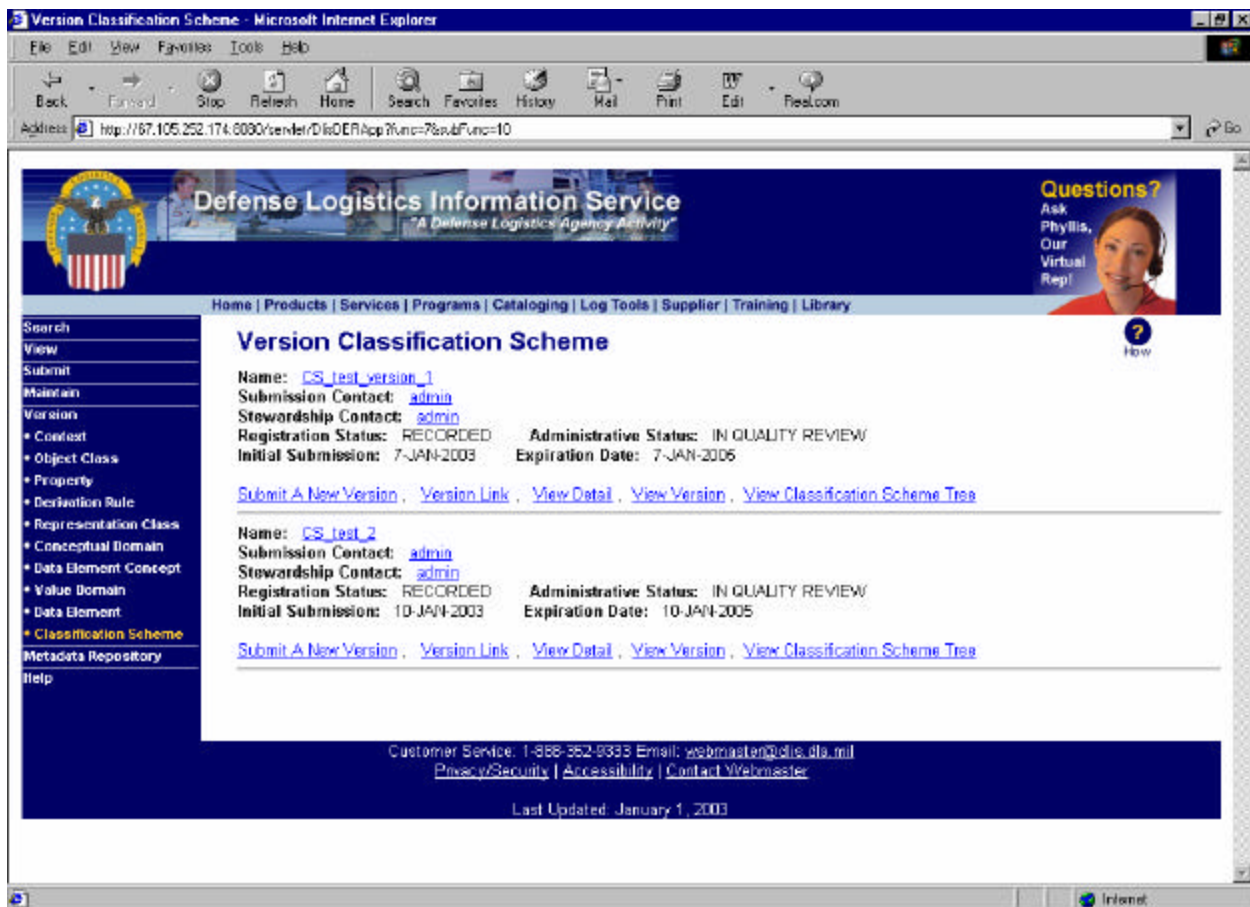 Version Classification Scheme - Microsoft Internet Explorer
File Edit View Favorites Tools Help
Back Forward Stop Refresh Home Search Favorites History Mail Print Edit Real.com
Address http://67.105.252.174:8080/servlet/DlisDERApp?func=7&subFunc=10 Go
Defense Logistics Information Service
"A Defense Logistics Agency Activity"
Questions?
Ask
Phyllis,
Our
Virtual
Rep!
Home | Products | Services | Programs | Cataloging | Log Tools | Supplier | Training | Library
Search
View
Submit
Maintain
Version
• Context
• Object Class
• Property
• Derivation Rule
• Representation Class
• Conceptual Domain
• Data Element Concept
• Value Domain
• Data Element
• Classification Scheme
Metadata Repository
Help
Version Classification Scheme
?
How
Name: CS_test_version_1
Submission Contact: admin
Stewardship Contact: admin
Registration Status: RECORDED Administrative Status: IN QUALITY REVIEW
Initial Submission: 7-JAN-2003 Expiration Date: 7-JAN-2005
Submit A New Version , Version Link , View Detail , View Version , View Classification Scheme Tree
Name: CS_test_2
Submission Contact: admin
Stewardship Contact: admin
Registration Status: RECORDED Administrative Status: IN QUALITY REVIEW
Initial Submission: 10-JAN-2003 Expiration Date: 10-JAN-2005
Submit A New Version , Version Link , View Detail , View Version , View Classification Scheme Tree
Customer Service: 1-888-352-9333 Email: webmaster@dlis.dla.mil
Privacy/Security | Accessibility | Contact Webmaster
Last Updated: January 1, 2003
Internet